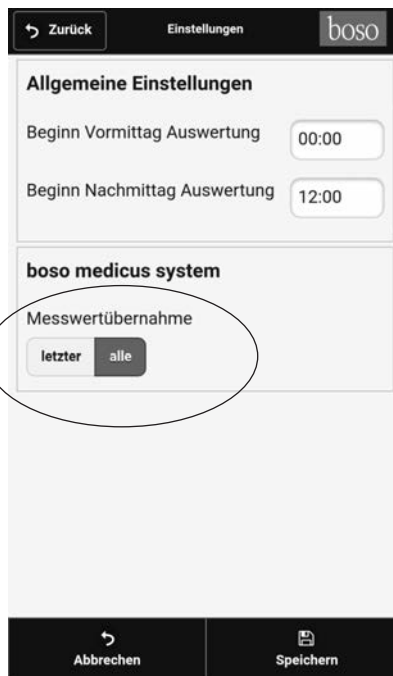 Zurück
Einstellungen
boso
Allgemeine Einstellungen
Beginn Vormittag Auswertung
00:00
Beginn Nachmittag Auswertung
12:00
boso medicus system
Messwertübernahme
letzter alle
Abbrechen
Speichern